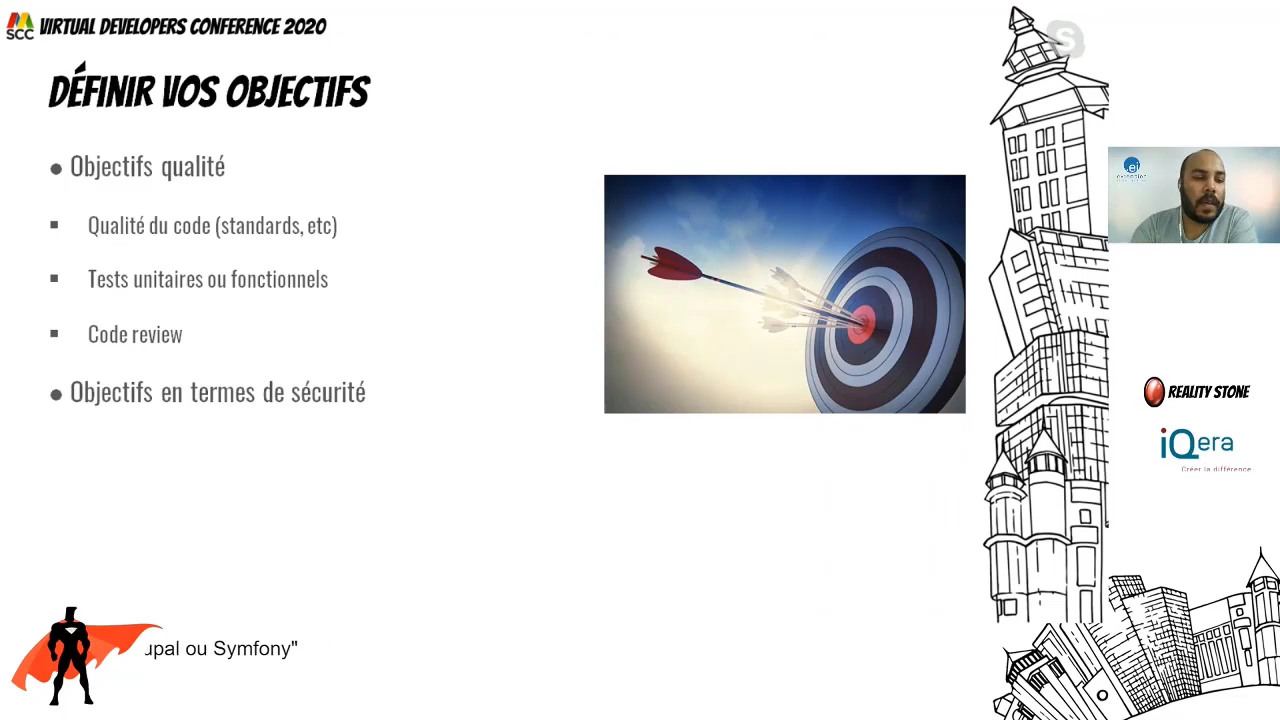 SCC VIRTUAL DEVELOPERS CONFERENCE 2020
DÉFINIR VOS OBJECTIFS
● Objectifs qualité
▪ Qualité du code (standards, etc)
▪ Tests unitaires ou fonctionnels
▪ Code review
● Objectifs en termes de sécurité
upal ou Symfony"
S
ei
REALITY STONE
iQera
Créer la différence